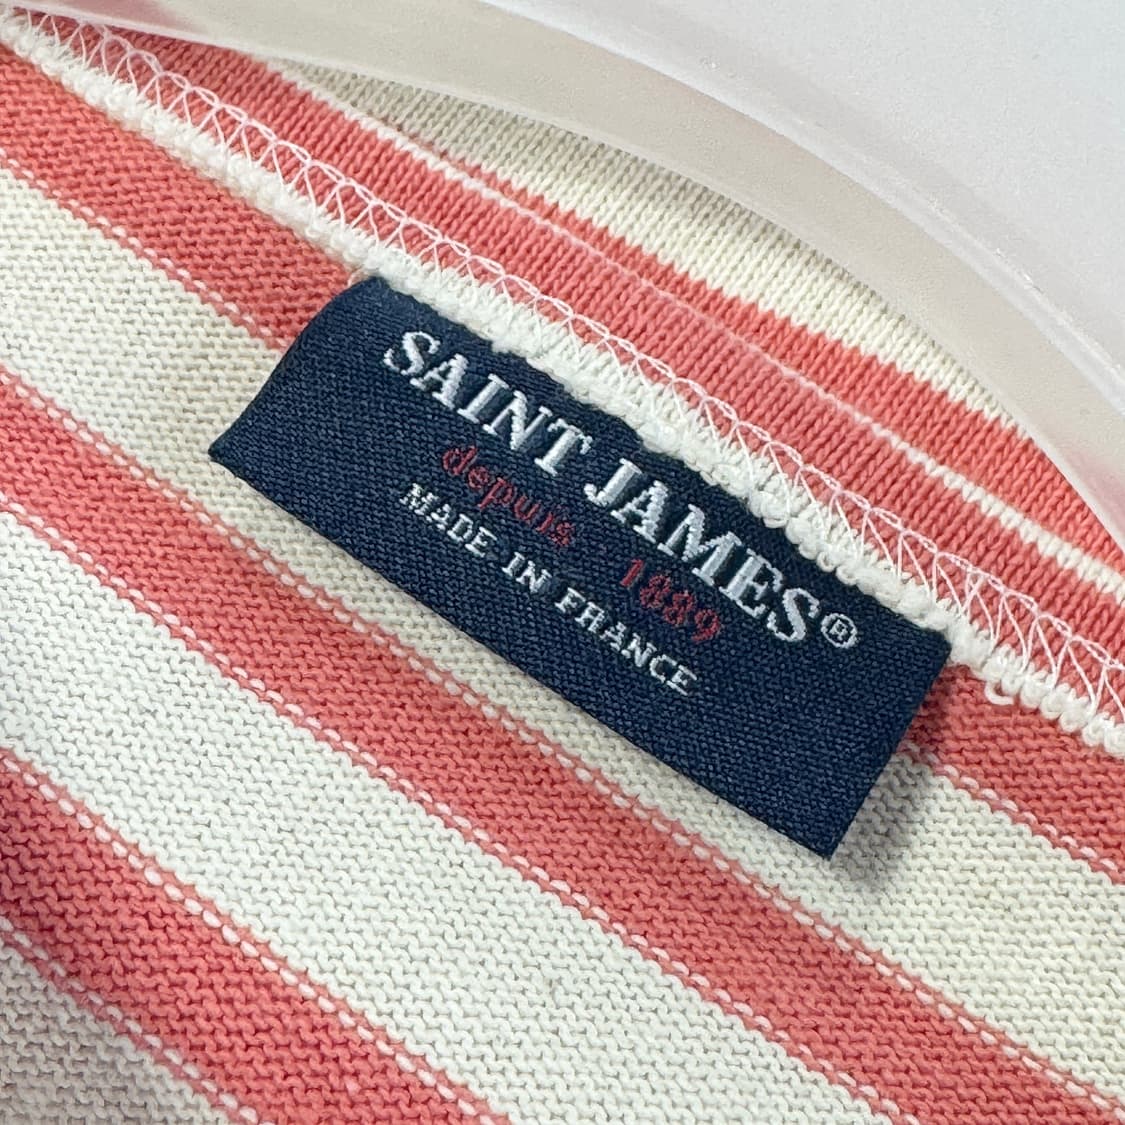 SAINT JAMES®
depuis 1889
MADE IN FRANCE